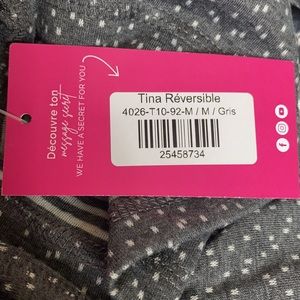 Tina Réversible
4026-T10-92-M / M / Gris
25458734
Découvre ton
message secret
WE HAVE A SECRET FOR YOU